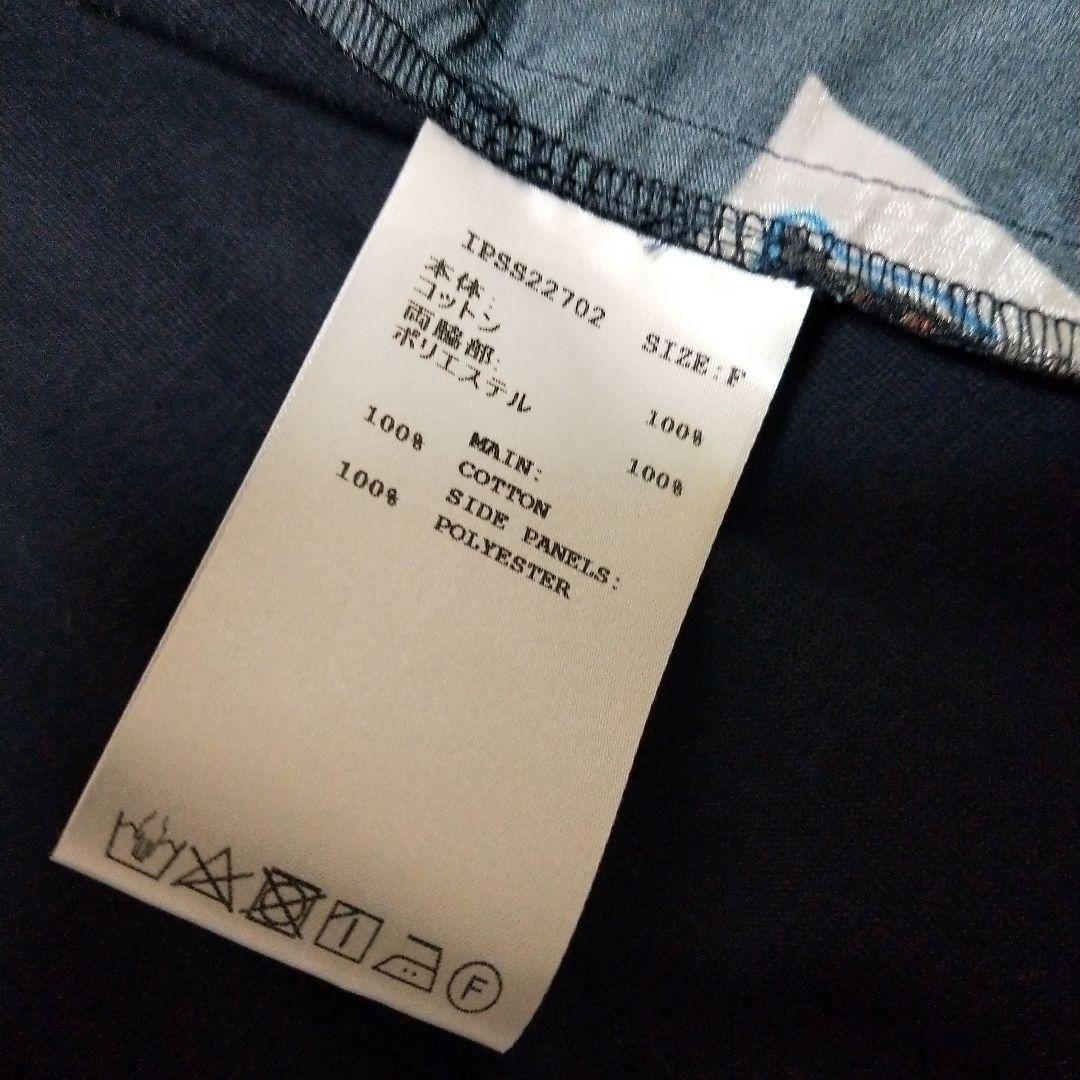 IPSS22702 SIZE:F
本体:
コットン 100%
両脇部:
ポリエステル 100%
MAIN:
100% COTTON
SIDE PANELS:
100% POLYESTER
F